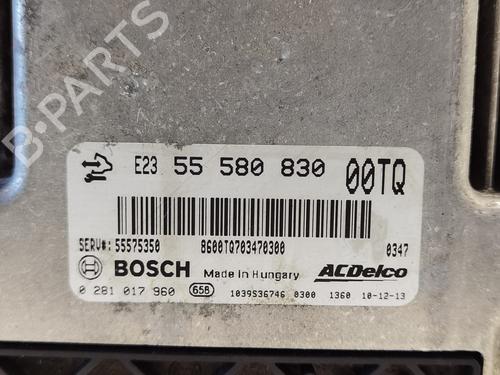 B-PARTS
E23 55 580 830 00TQ
SERV#: 55575350 8600TQ703470300 0347
BOSCH Made in Hungary ACDelco
0 281 017 960 658 1039S36746 0300 1360 10-12-13